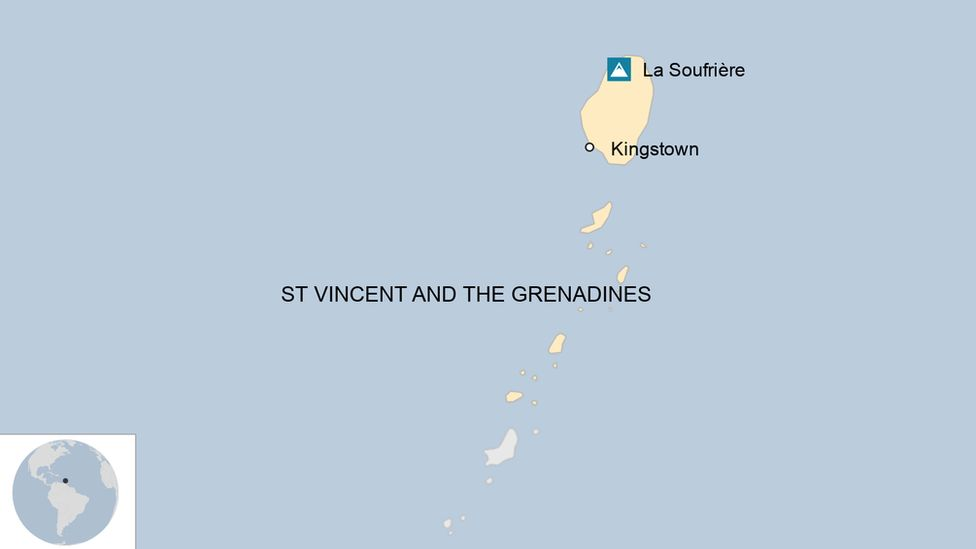 La Soufrière
Kingstown
ST VINCENT AND THE GRENADINES